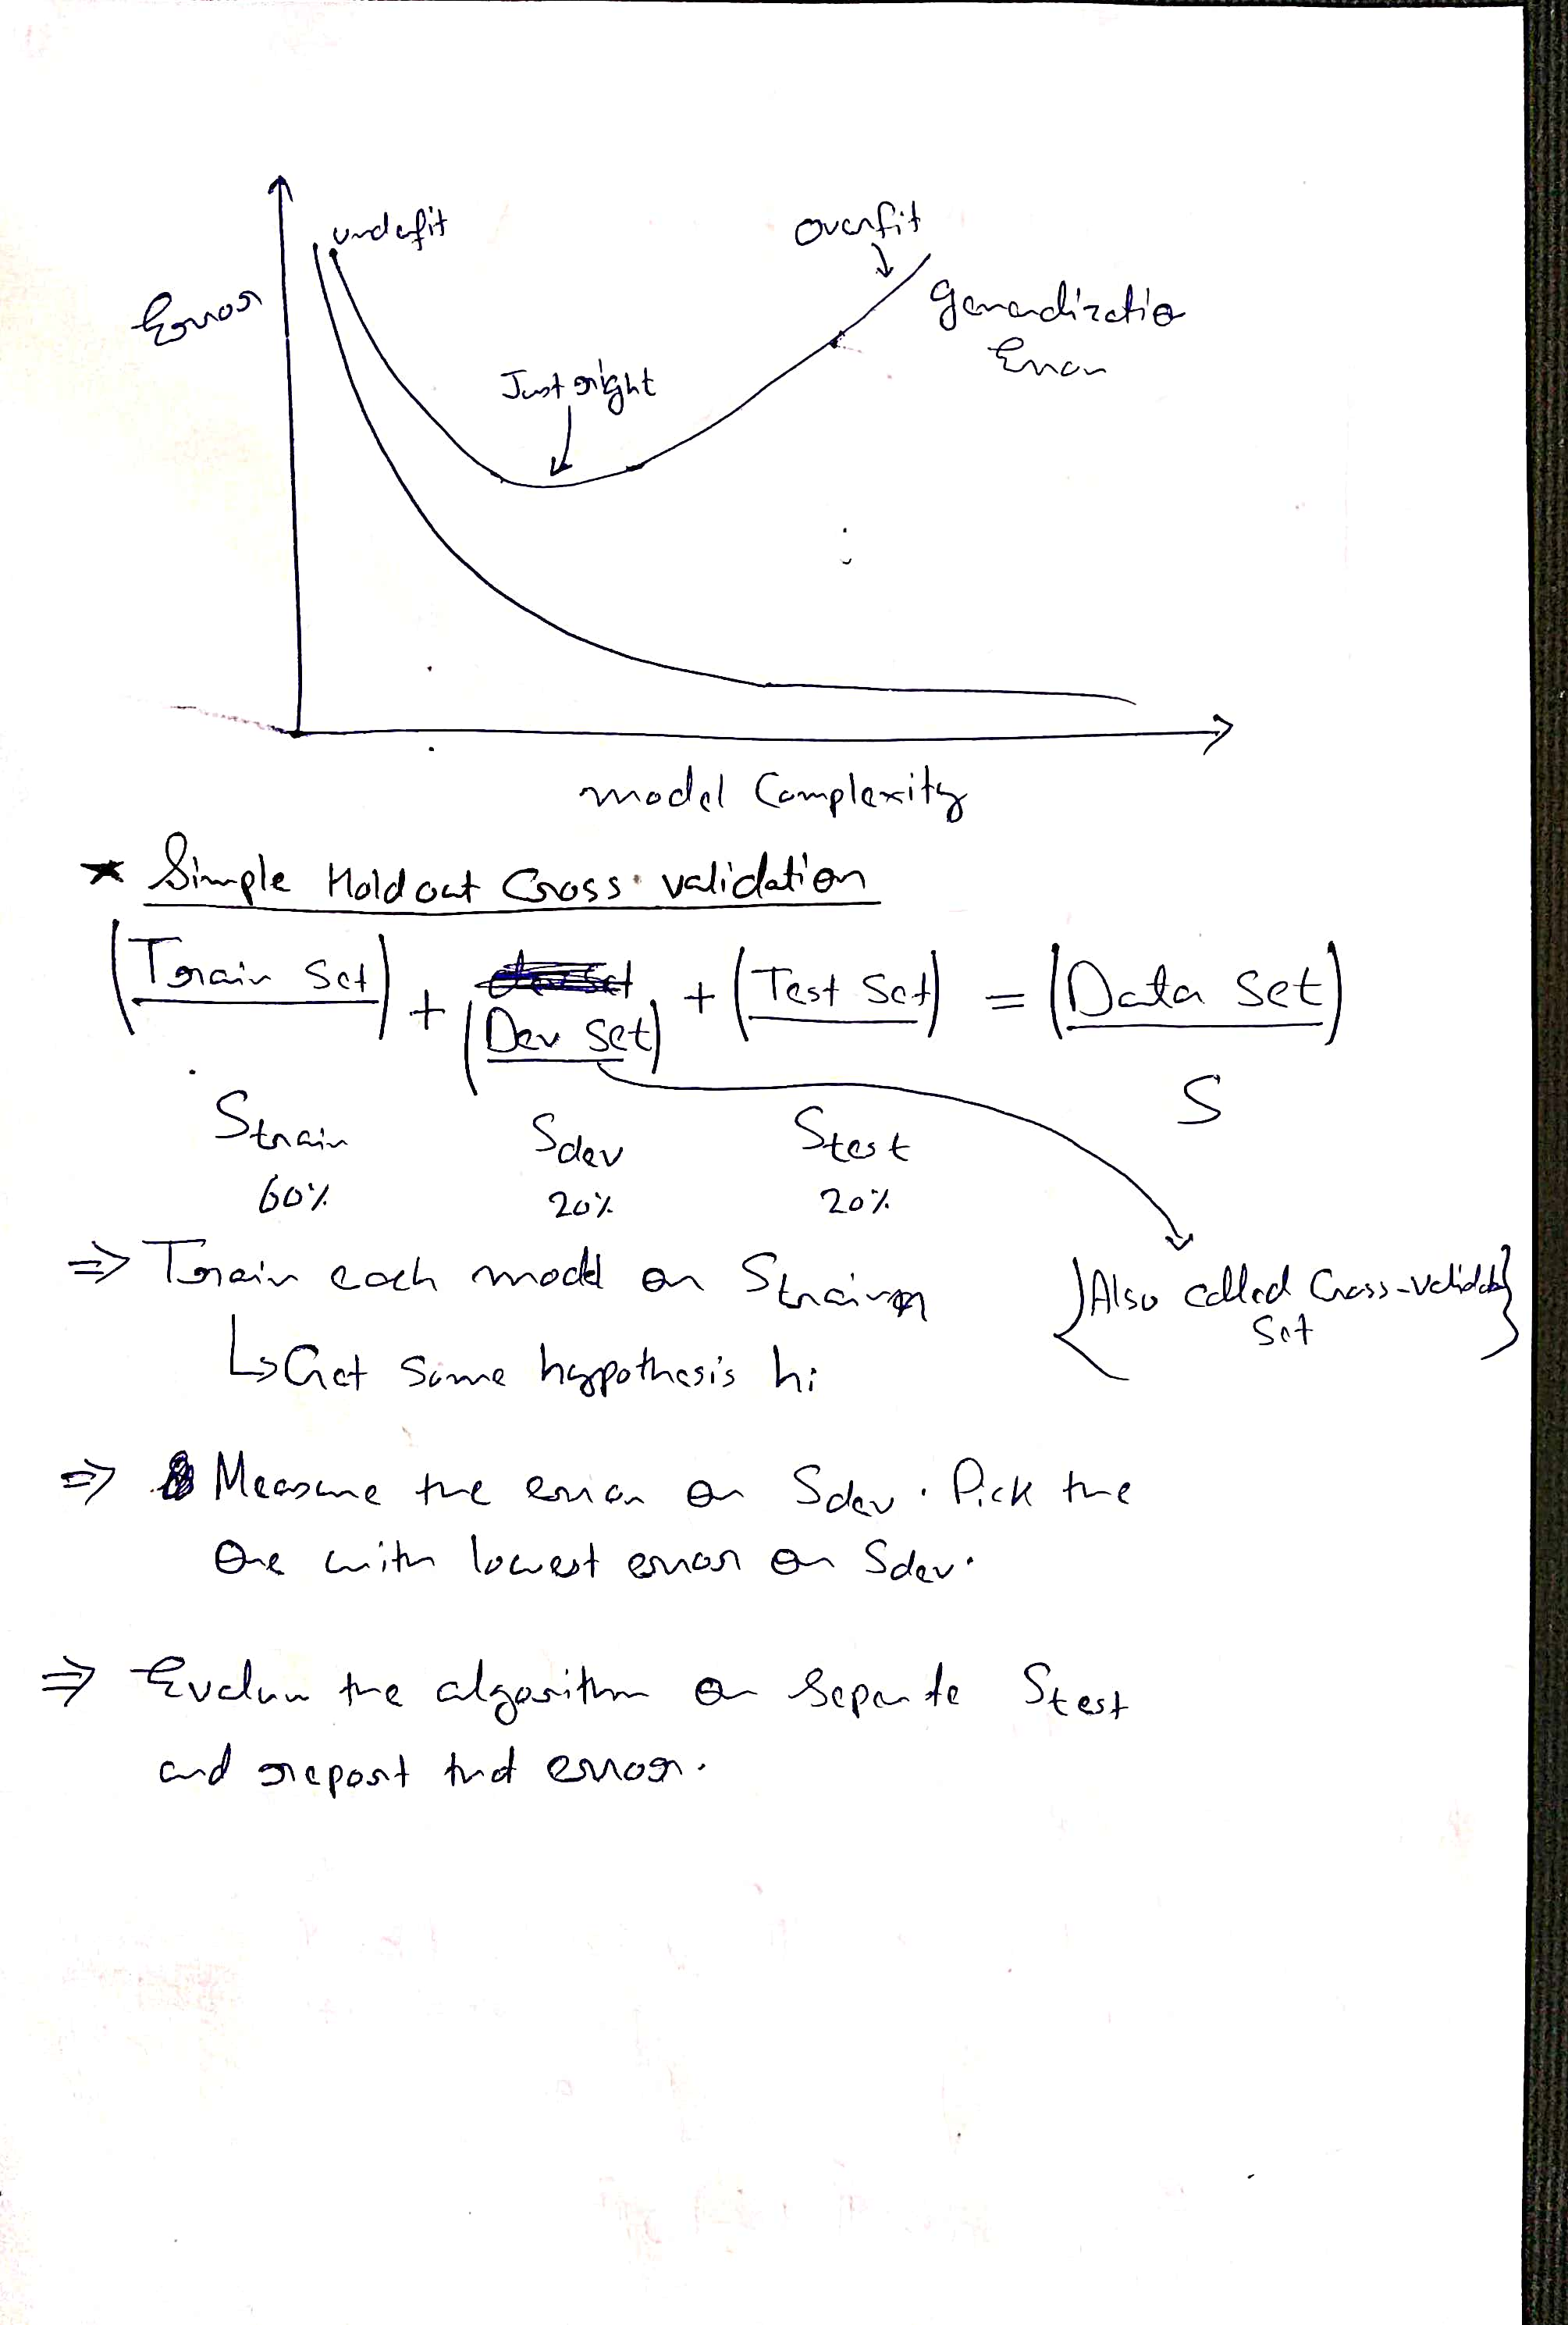 undefit
Overfit
Error
generalization
Error
Just right
model Complexity
* Simple Hold out Cross-validation
(Train Set) + (Dev Set) + (Test Set) = (Data Set)
Strain Sdev Stest S
60% 20% 20%
⇒ Train each model on Strain
{Also called Cross-validation
Set}
↳ Get some hypothesis hi
⇒ Measure the error on Sdev. Pick the
One with lowest error on Sdev.
⇒ the algorithm on Separate Stest
and report that error.